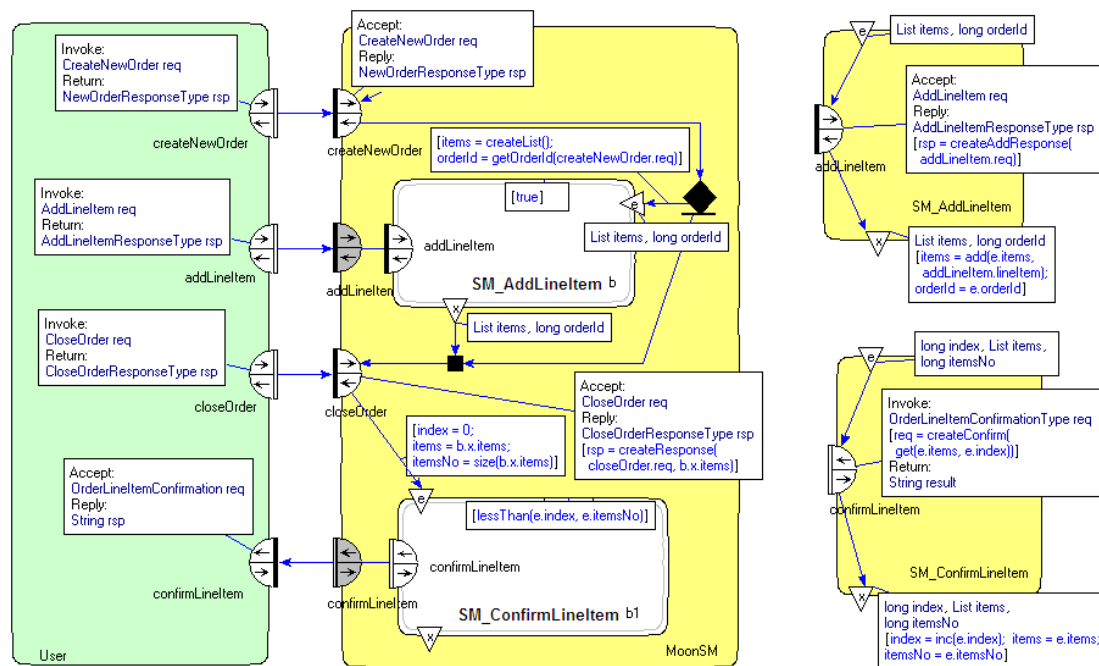 Invoke:
CreateNewOrder req
Return:
NewOrderResponseType rsp
createNewOrder
Invoke:
AddLineItem req
Return:
AddLineItemResponseType rsp
addLineItem
Invoke:
CloseOrder req
Return:
CloseOrderResponseType rsp
closeOrder
Accept:
OrderLineItemConfirmation req
Reply:
String rsp
confirmLineItem
User
Accept:
CreateNewOrder req
Reply:
NewOrderResponseType rsp
createNewOrder
[items = createList();
orderId = getOrderId(createNewOrder.req)]
[true]
e
List items, long orderId
addLineItem
addLineItem
SM_AddLineItem b
x
List items, long orderId
closeOrder
Accept:
CloseOrder req
Reply:
CloseOrderResponseType rsp
[rsp = createResponse(
closeOrder.req, b.x.items)]
[index = 0;
items = b.x.items;
itemsNo = size(b.x.items)]
e
[lessThan(e.index, e.itemsNo)]
confirmLineItem
confirmLineItem
SM_ConfirmLineItem b1
x
MoonSM
e
List items, long orderId
Accept:
AddLineItem req
Reply:
AddLineItemResponseType rsp
[rsp = createAddResponse(
addLineItem.req)]
addLineItem
SM_AddLineItem
x
List items, long orderId
[items = add(e.items,
addLineItem.lineItem);
orderId = e.orderId]
e
long index, List items,
long itemsNo
Invoke:
OrderLineItemConfirmationType req
[req = createConfirm(
get(e.items, e.index))]
Return:
String result
confirmLineItem
SM_ConfirmLineItem
x
long index, List items,
long itemsNo
[index = inc(e.index); items = e.items;
itemsNo = e.itemsNo]